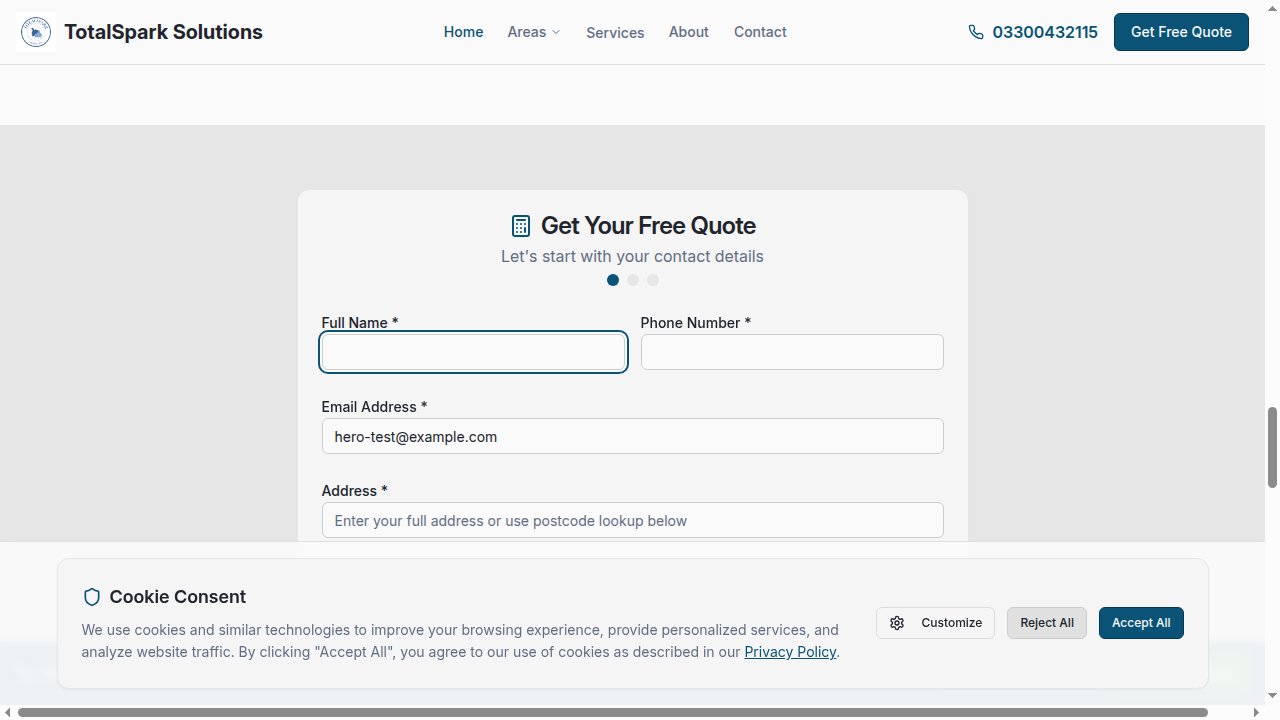 TotalSpark Solutions
Home
Areas
Services
About
Contact
03300432115
Get Free Quote
Get Your Free Quote
Let's start with your contact details
Full Name *
Phone Number *
Email Address *
hero-test@example.com
Address *
Enter your full address or use postcode lookup below
Cookie Consent
We use cookies and similar technologies to improve your browsing experience, provide personalized services, and
analyze website traffic. By clicking "Accept All", you agree to our use of cookies as described in our Privacy Policy.
Customize
Reject All
Accept All